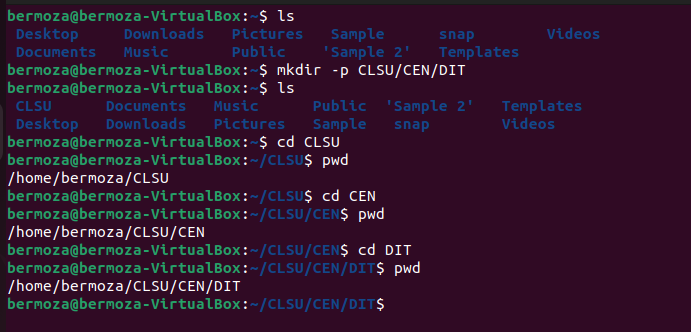 bermoza@bermoza-VirtualBox:~$ ls
Desktop Downloads Pictures Sample snap Videos
Documents Music Public 'Sample 2' Templates
bermoza@bermoza-VirtualBox:~$ mkdir -p CLSU/CEN/DIT
bermoza@bermoza-VirtualBox:~$ ls
CLSU Documents Music Public 'Sample 2' Templates
Desktop Downloads Pictures Sample snap Videos
bermoza@bermoza-VirtualBox:~$ cd CLSU
bermoza@bermoza-VirtualBox:~/CLSU$ pwd
/home/bermoza/CLSU
bermoza@bermoza-VirtualBox:~/CLSU$ cd CEN
bermoza@bermoza-VirtualBox:~/CLSU/CEN$ pwd
/home/bermoza/CLSU/CEN
bermoza@bermoza-VirtualBox:~/CLSU/CEN$ cd DIT
bermoza@bermoza-VirtualBox:~/CLSU/CEN/DIT$ pwd
/home/bermoza/CLSU/CEN/DIT
bermoza@bermoza-VirtualBox:~/CLSU/CEN/DIT$